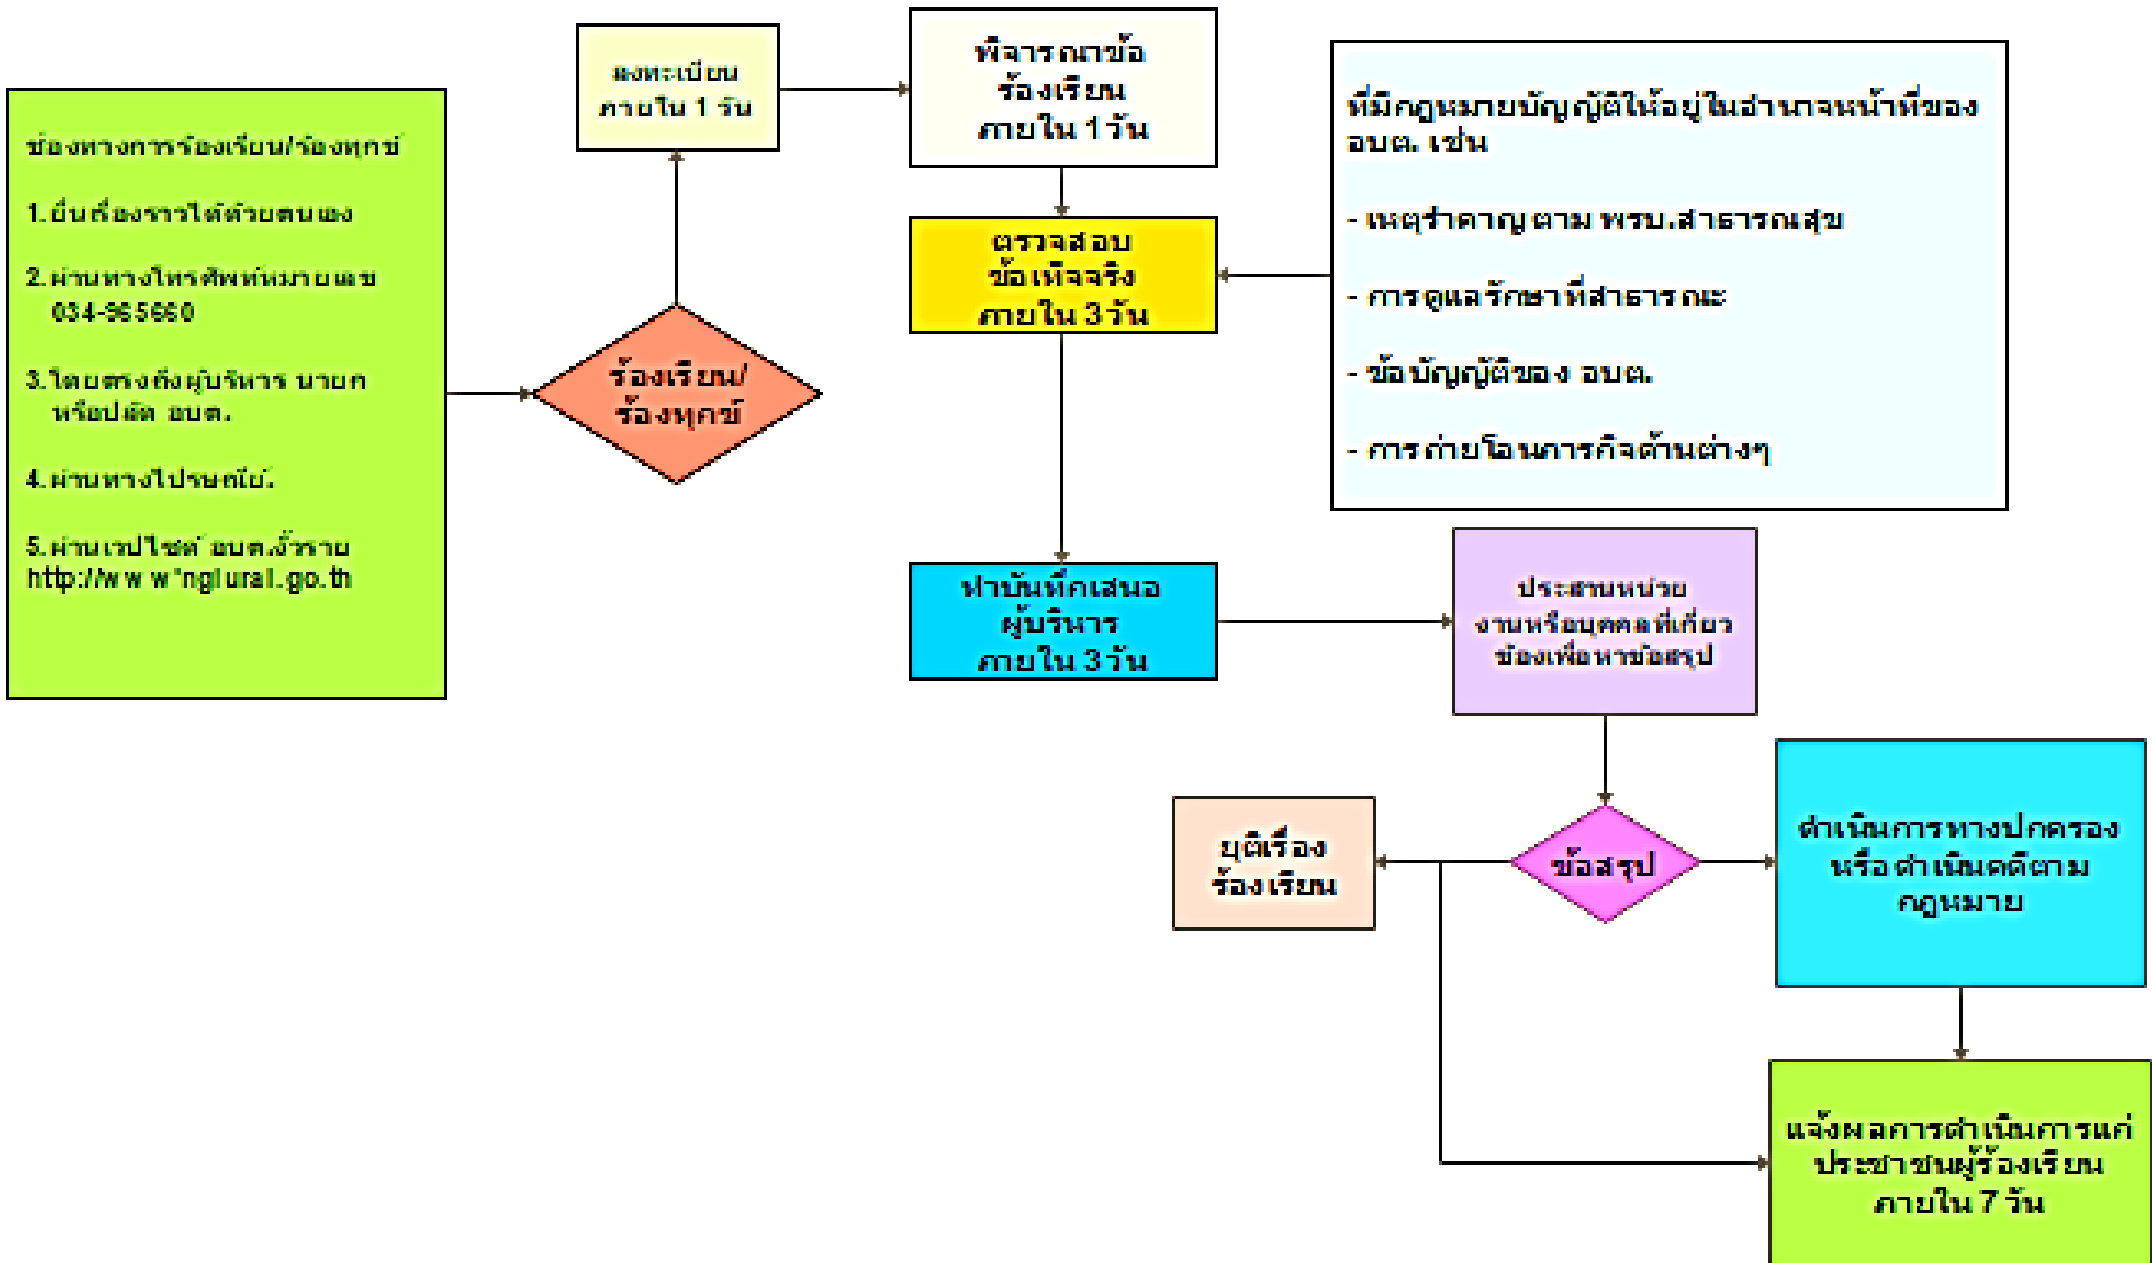 ช่องทางการร้องเรียน/ร้องทุกข์
1. ยื่นเรื่องราวได้ด้วยตนเอง
2. ผ่านทางโทรศัพท์หมายเลข
3. โดยตรงถึงผู้บริหาร นายก
หรือปลัด อบต.
4. ผ่านทางไปรษณีย์.
5. ผ่านเวปไซต์ อบต.งิ้วราย
ร้องเรียน/
ร้องทุกข์
ลงทะเบียน
ภายใน 1 วัน
พิจารณาข้อ
ร้องเรียน
ภายใน 1 วัน
ตรวจสอบ
ข้อเท็จจริง
ภายใน 3 วัน
ที่มีกฎหมายบัญญัติให้อยู่ในอำนาจหน้าที่ของ
อบต. เช่น
- เหตุรำคาญตาม พรบ.สาธารณสุข
- การดูแลรักษาที่สาธารณะ
- ข้อบัญญัติของ อบต.
- การถ่ายโอนภารกิจด้านต่างๆ
ทำบันทึกเสนอ
ผู้บริหาร
ภายใน 3 วัน
ประสานหน่วย
งานหรือบุคคลที่เกี่ยว
ข้องเพื่อหาข้อสรุป
ข้อสรุป
ยุติเรื่อง
ร้องเรียน
ดำเนินการทางปกครอง
หรือดำเนินคดีตาม
กฎหมาย
แจ้งผลการดำเนินการแก่
ประชาชนผู้ร้องเรียน
ภายใน 7 วัน